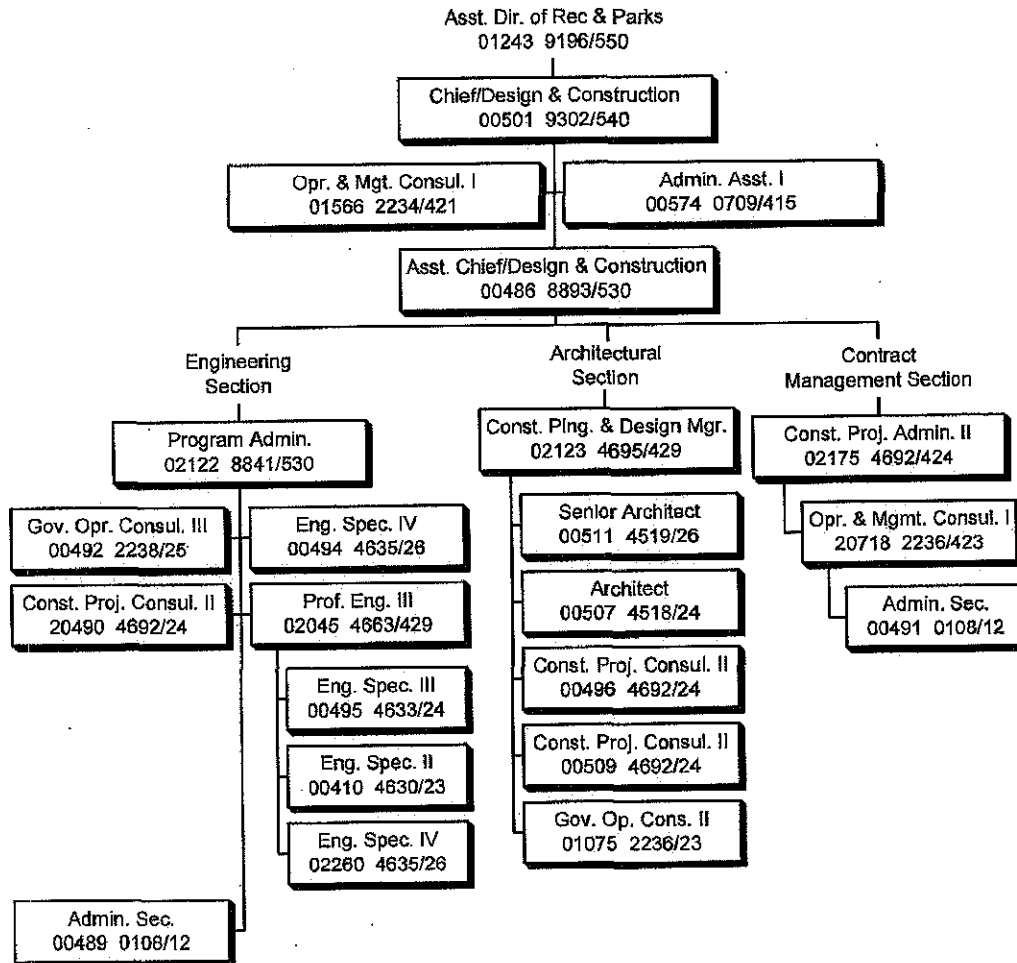 Asst. Dir. of Rec & Parks
01243 9196/550
Chief/Design & Construction
00501 9302/540
Opr. & Mgt. Consul. I
01566 2234/421
Admin. Asst. I
00574 0709/415
Asst. Chief/Design & Construction
00486 8893/530
Engineering
Section
Program Admin.
02122 8841/530
Gov. Opr. Consul. III
00492 2238/25
Eng. Spec. IV
00494 4635/26
Const. Proj. Consul. II
20490 4692/24
Prof. Eng. III
02045 4663/429
Eng. Spec. III
00495 4633/24
Eng. Spec. II
00410 4630/23
Eng. Spec. IV
02260 4635/26
Admin. Sec.
00489 0108/12
Architectural
Section
Const. Plng. & Design Mgr.
02123 4695/429
Senior Architect
00511 4519/26
Architect
00507 4518/24
Const. Proj. Consul. II
00496 4692/24
Const. Proj. Consul. II
00509 4692/24
Gov. Op. Cons. II
01075 2236/23
Contract
Management Section
Const. Proj. Admin. II
02175 4692/424
Opr. & Mgmt. Consul. I
20718 2236/423
Admin. Sec.
00491 0108/12